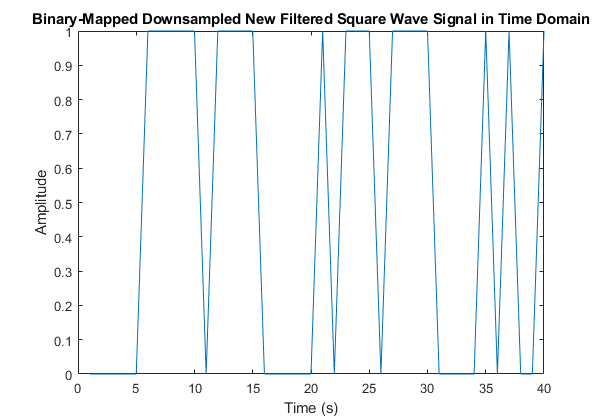 Binary-Mapped Downsampled New Filtered Square Wave Signal in Time Domain
1
0.9
0.8
0.7
0.6
0.5
0.4
0.3
0.2
0.1
0
Amplitude
0 5 10 15 20 25 30 35 40
Time (s)